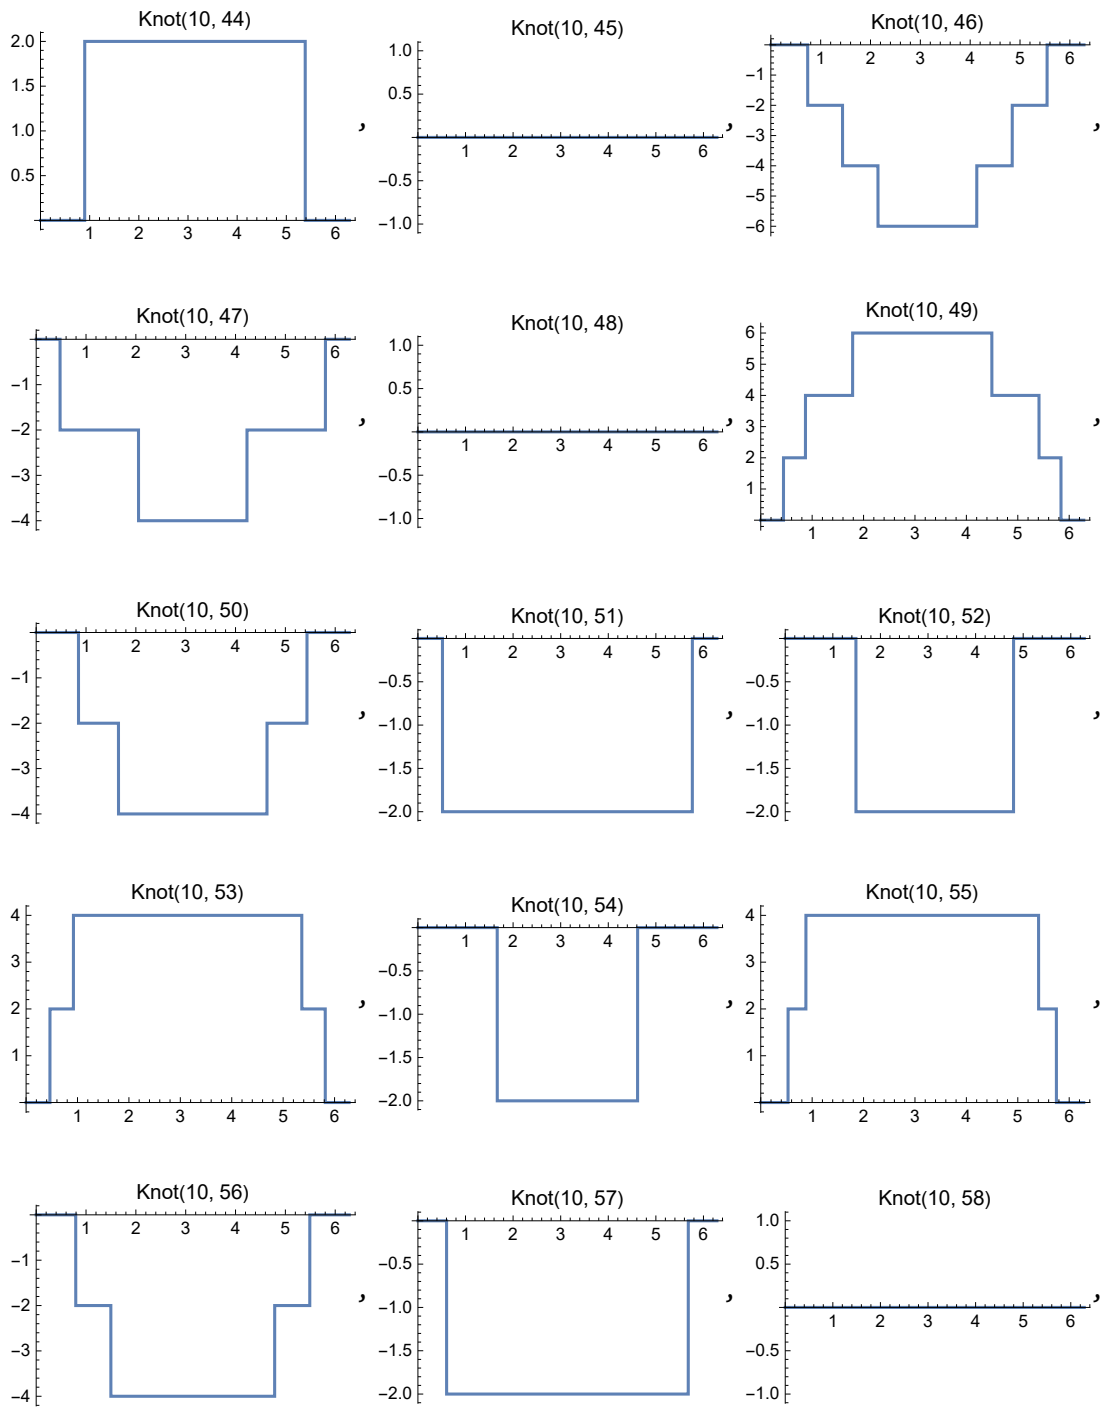 Knot(10, 44)
2.0
1.5
1.0
0.5
1 2 3 4 5 6
,
Knot(10, 45)
1.0
0.5
1 2 3 4 5 6
−0.5
−1.0
,
Knot(10, 46)
1 2 3 4 5 6
−1
−2
−3
−4
−5
−6
,
Knot(10, 47)
1 2 3 4 5 6
−1
−2
−3
−4
,
Knot(10, 48)
1.0
0.5
1 2 3 4 5 6
−0.5
−1.0
,
Knot(10, 49)
6
5
4
3
2
1
1 2 3 4 5 6
,
Knot(10, 50)
1 2 3 4 5 6
−1
−2
−3
−4
,
Knot(10, 51)
1 2 3 4 5 6
−0.5
−1.0
−1.5
−2.0
,
Knot(10, 52)
1 2 3 4 5 6
−0.5
−1.0
−1.5
−2.0
,
Knot(10, 53)
4
3
2
1
1 2 3 4 5 6
,
Knot(10, 54)
1 2 3 4 5 6
−0.5
−1.0
−1.5
−2.0
,
Knot(10, 55)
4
3
2
1
1 2 3 4 5 6
,
Knot(10, 56)
1 2 3 4 5 6
−1
−2
−3
−4
,
Knot(10, 57)
1 2 3 4 5 6
−0.5
−1.0
−1.5
−2.0
,
Knot(10, 58)
1.0
0.5
1 2 3 4 5 6
−0.5
−1.0
,